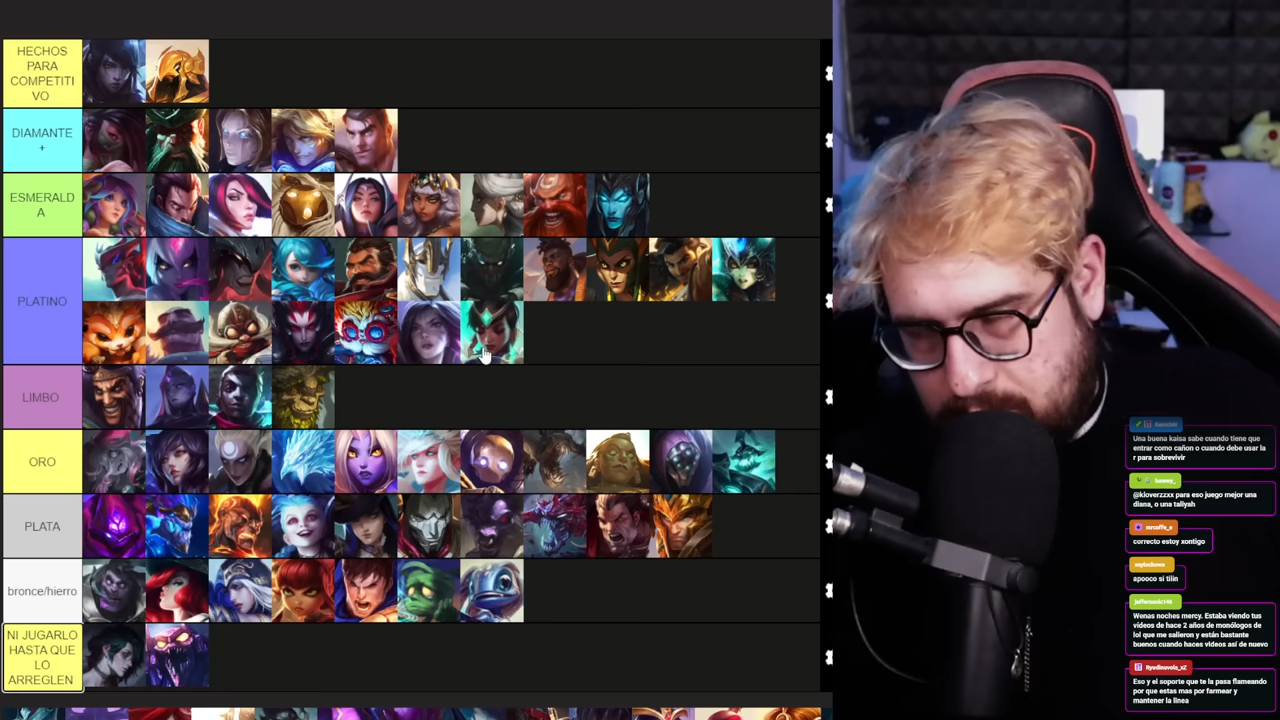 HECHOS
PARA
COMPETITI
VO
DIAMANTE
+
ESMERALD
A
PLATINO
LIMBO
ORO
PLATA
bronce/hierro
NI JUGARLO
HASTA QUE
LO
ARREGLEN
Una buena kaisa sabe cuando tiene que
entrar como cañon o cuando debe usar la
r para sobrevivir
@kloverzzxx para eso juego mejor una
diana, o una taliyah
mrcoffe_e
correcto estoy xontigo
apooco si tilin
Wenas noches mercy. Estaba viendo tus
vídeos de hace 2 años de monólogos de
lol que me salieron y están bastante
buenos cuando haces videos así de nuevo
Ryudinuvola_xZ
Eso y el soporte que te la pasa flameando
por que estas mas por farmear y
mantener la linea